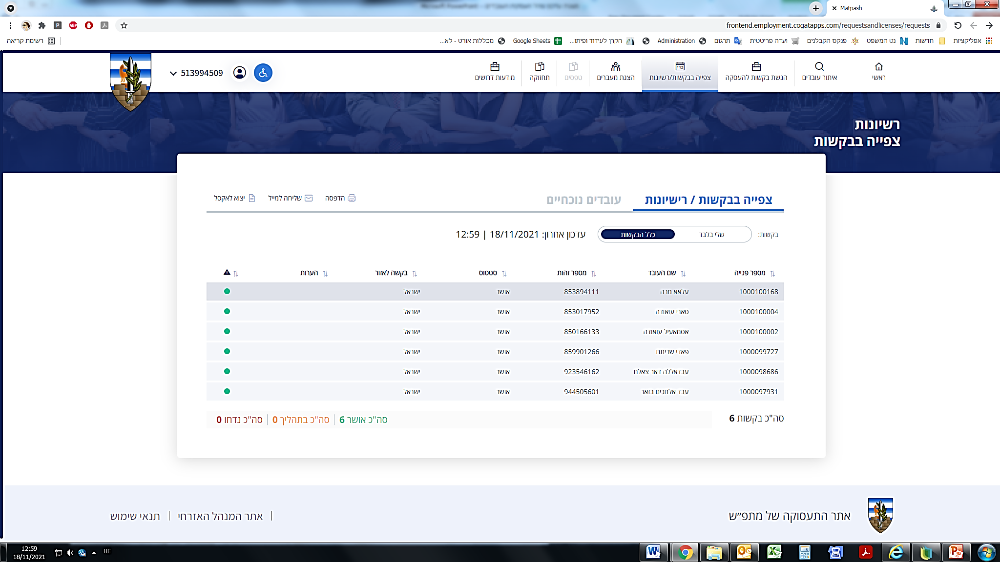 Matpash
frontend.employment.cogatapps.com/requestsandlicenses/requests
אפליקציות חדשות נט המשפט פנקס הקבלנים ועדה פריטטית תרגום Administration הקרן לעידוד ופיתו... Google Sheets מכללות אורט - לא... רשימת קריאה
ראשי
איתור עובדים
הגשת בקשות להעסקה
צפייה בבקשות/רשיונות
הצגת מעברים
טפסים
תחזוקה
מודעות דרושים
513994509
רשיונות
צפייה בבקשות
צפייה בבקשות / רישיונות עובדים נוכחיים הדפסה שליחה למייל יצוא לאקסל
בקשות: שלי בלבד כלל הבקשות עדכון אחרון: 18/11/2021 | 12:59
מספר פנייה שם העובד מספר זהות סטטוס בקשה לאזור הערות
1000100168 עלאא מרה 853894111 אושר ישראל
1000100004 סארי עואודה 853017952 אושר ישראל
1000100002 אסמאעיל עואודה 850166133 אושר ישראל
1000099727 פאדי שריתח 859901266 אושר ישראל
1000098686 עבדאללה דאר צאלח 923546162 אושר ישראל
1000097931 עבד אלחכים בזאר 944505601 אושר ישראל
סה"כ בקשות 6 סה"כ אושר 6 | סה"כ בתהליך 0 | סה"כ נדחו 0
אתר התעסוקה של מתפ״ש | אתר המנהל האזרחי | תנאי שימוש
HE 12:59
18/11/2021